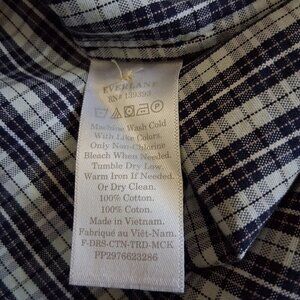 EVERLANE
RN# 139393
Machine Wash Cold
With Like Colors.
Only Non-Chlorine
Bleach When Needed.
Tumble Dry Low.
Warm Iron If Needed.
Or Dry Clean.
100% Cotton.
100% Coton.
Made in Vietnam.
Fabriqué au Viêt-Nam.
F-DRS-CTN-TRD-MCK
PP2976623286